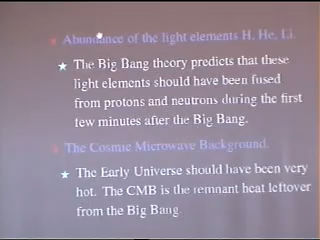 Abundance of the light elements H, He, Li.
The Big Bang theory predicts that these
light elements should have been fused
from protons and neutrons during the first
few minutes after the Big Bang.
The Cosmic Microwave Background.
The Early Universe should have been very
hot. The CMB is the remnant heat leftover
from the Big Bang